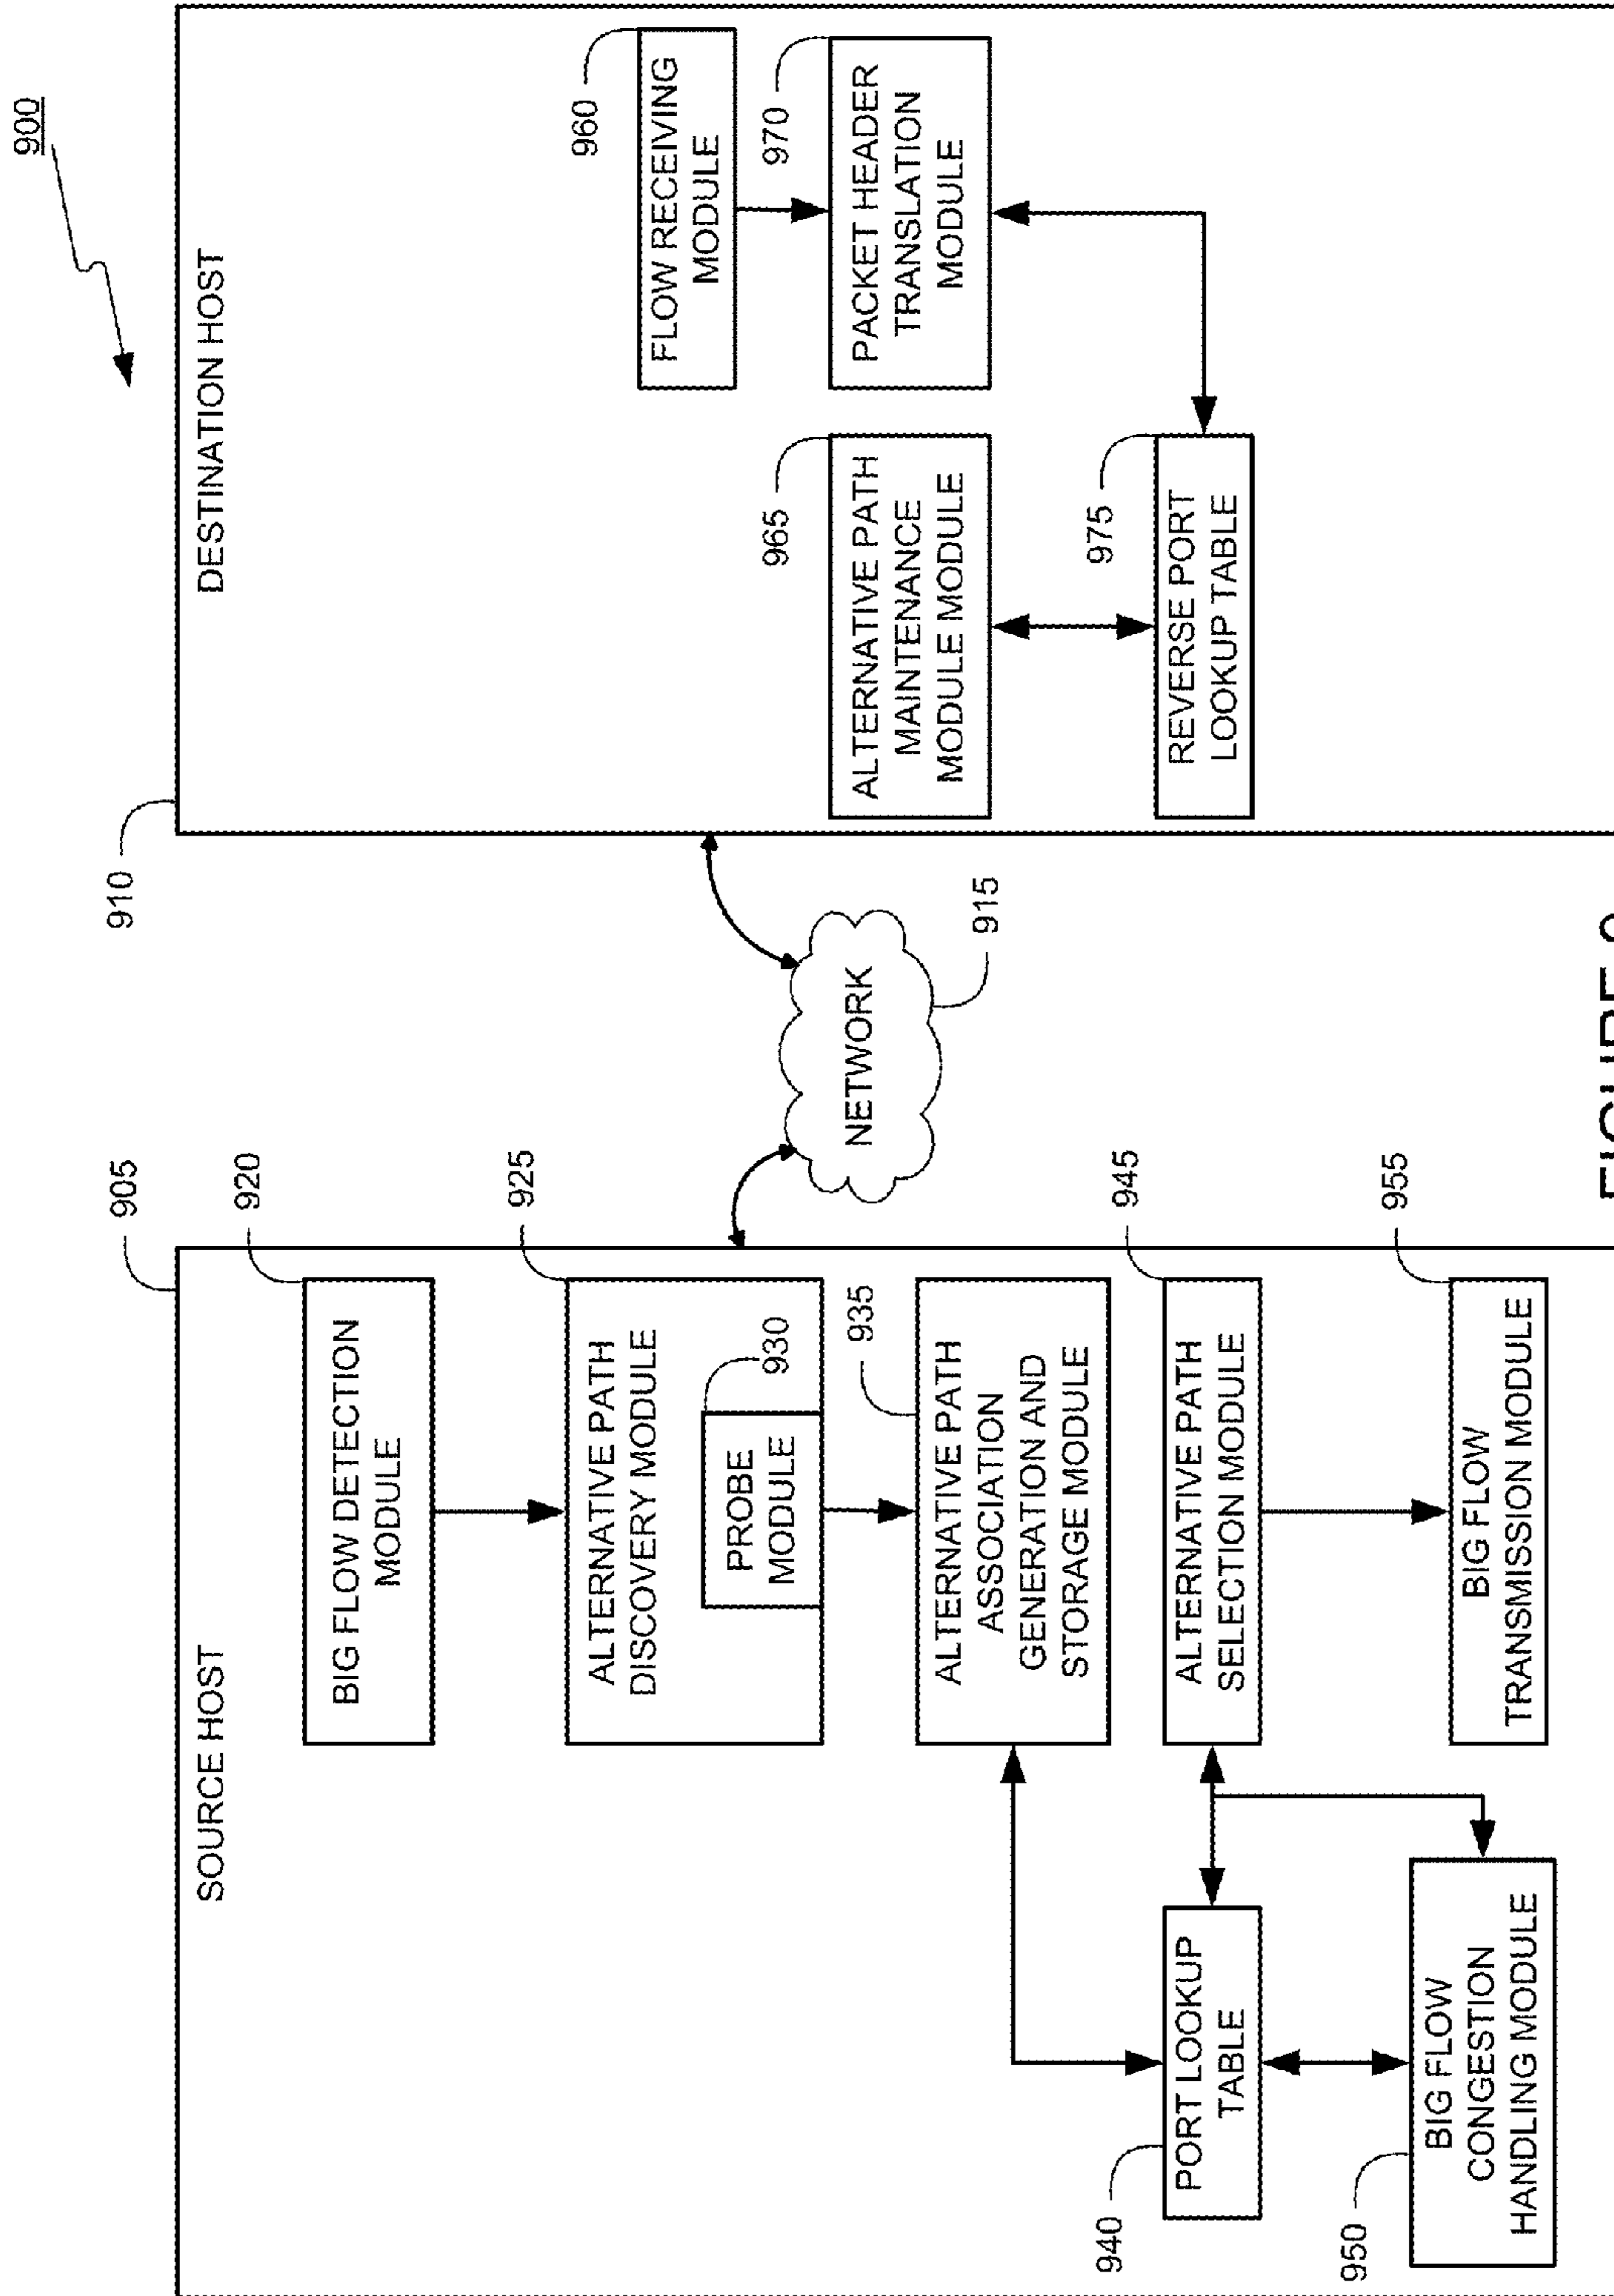 900
905
SOURCE HOST
920
BIG FLOW DETECTION
MODULE
925
ALTERNATIVE PATH
DISCOVERY MODULE
930
PROBE
MODULE
935
ALTERNATIVE PATH
ASSOCIATION
GENERATION AND
STORAGE MODULE
940
PORT LOOKUP
TABLE
945
ALTERNATIVE PATH
SELECTION MODULE
950
BIG FLOW
CONGESTION
HANDLING MODULE
955
BIG FLOW
TRANSMISSION MODULE
NETWORK
915
910
DESTINATION HOST
960
FLOW RECEIVING
MODULE
965
ALTERNATIVE PATH
MAINTENANCE
MODULE MODULE
970
PACKET HEADER
TRANSLATION
MODULE
975
REVERSE PORT
LOOKUP TABLE
FIGURE